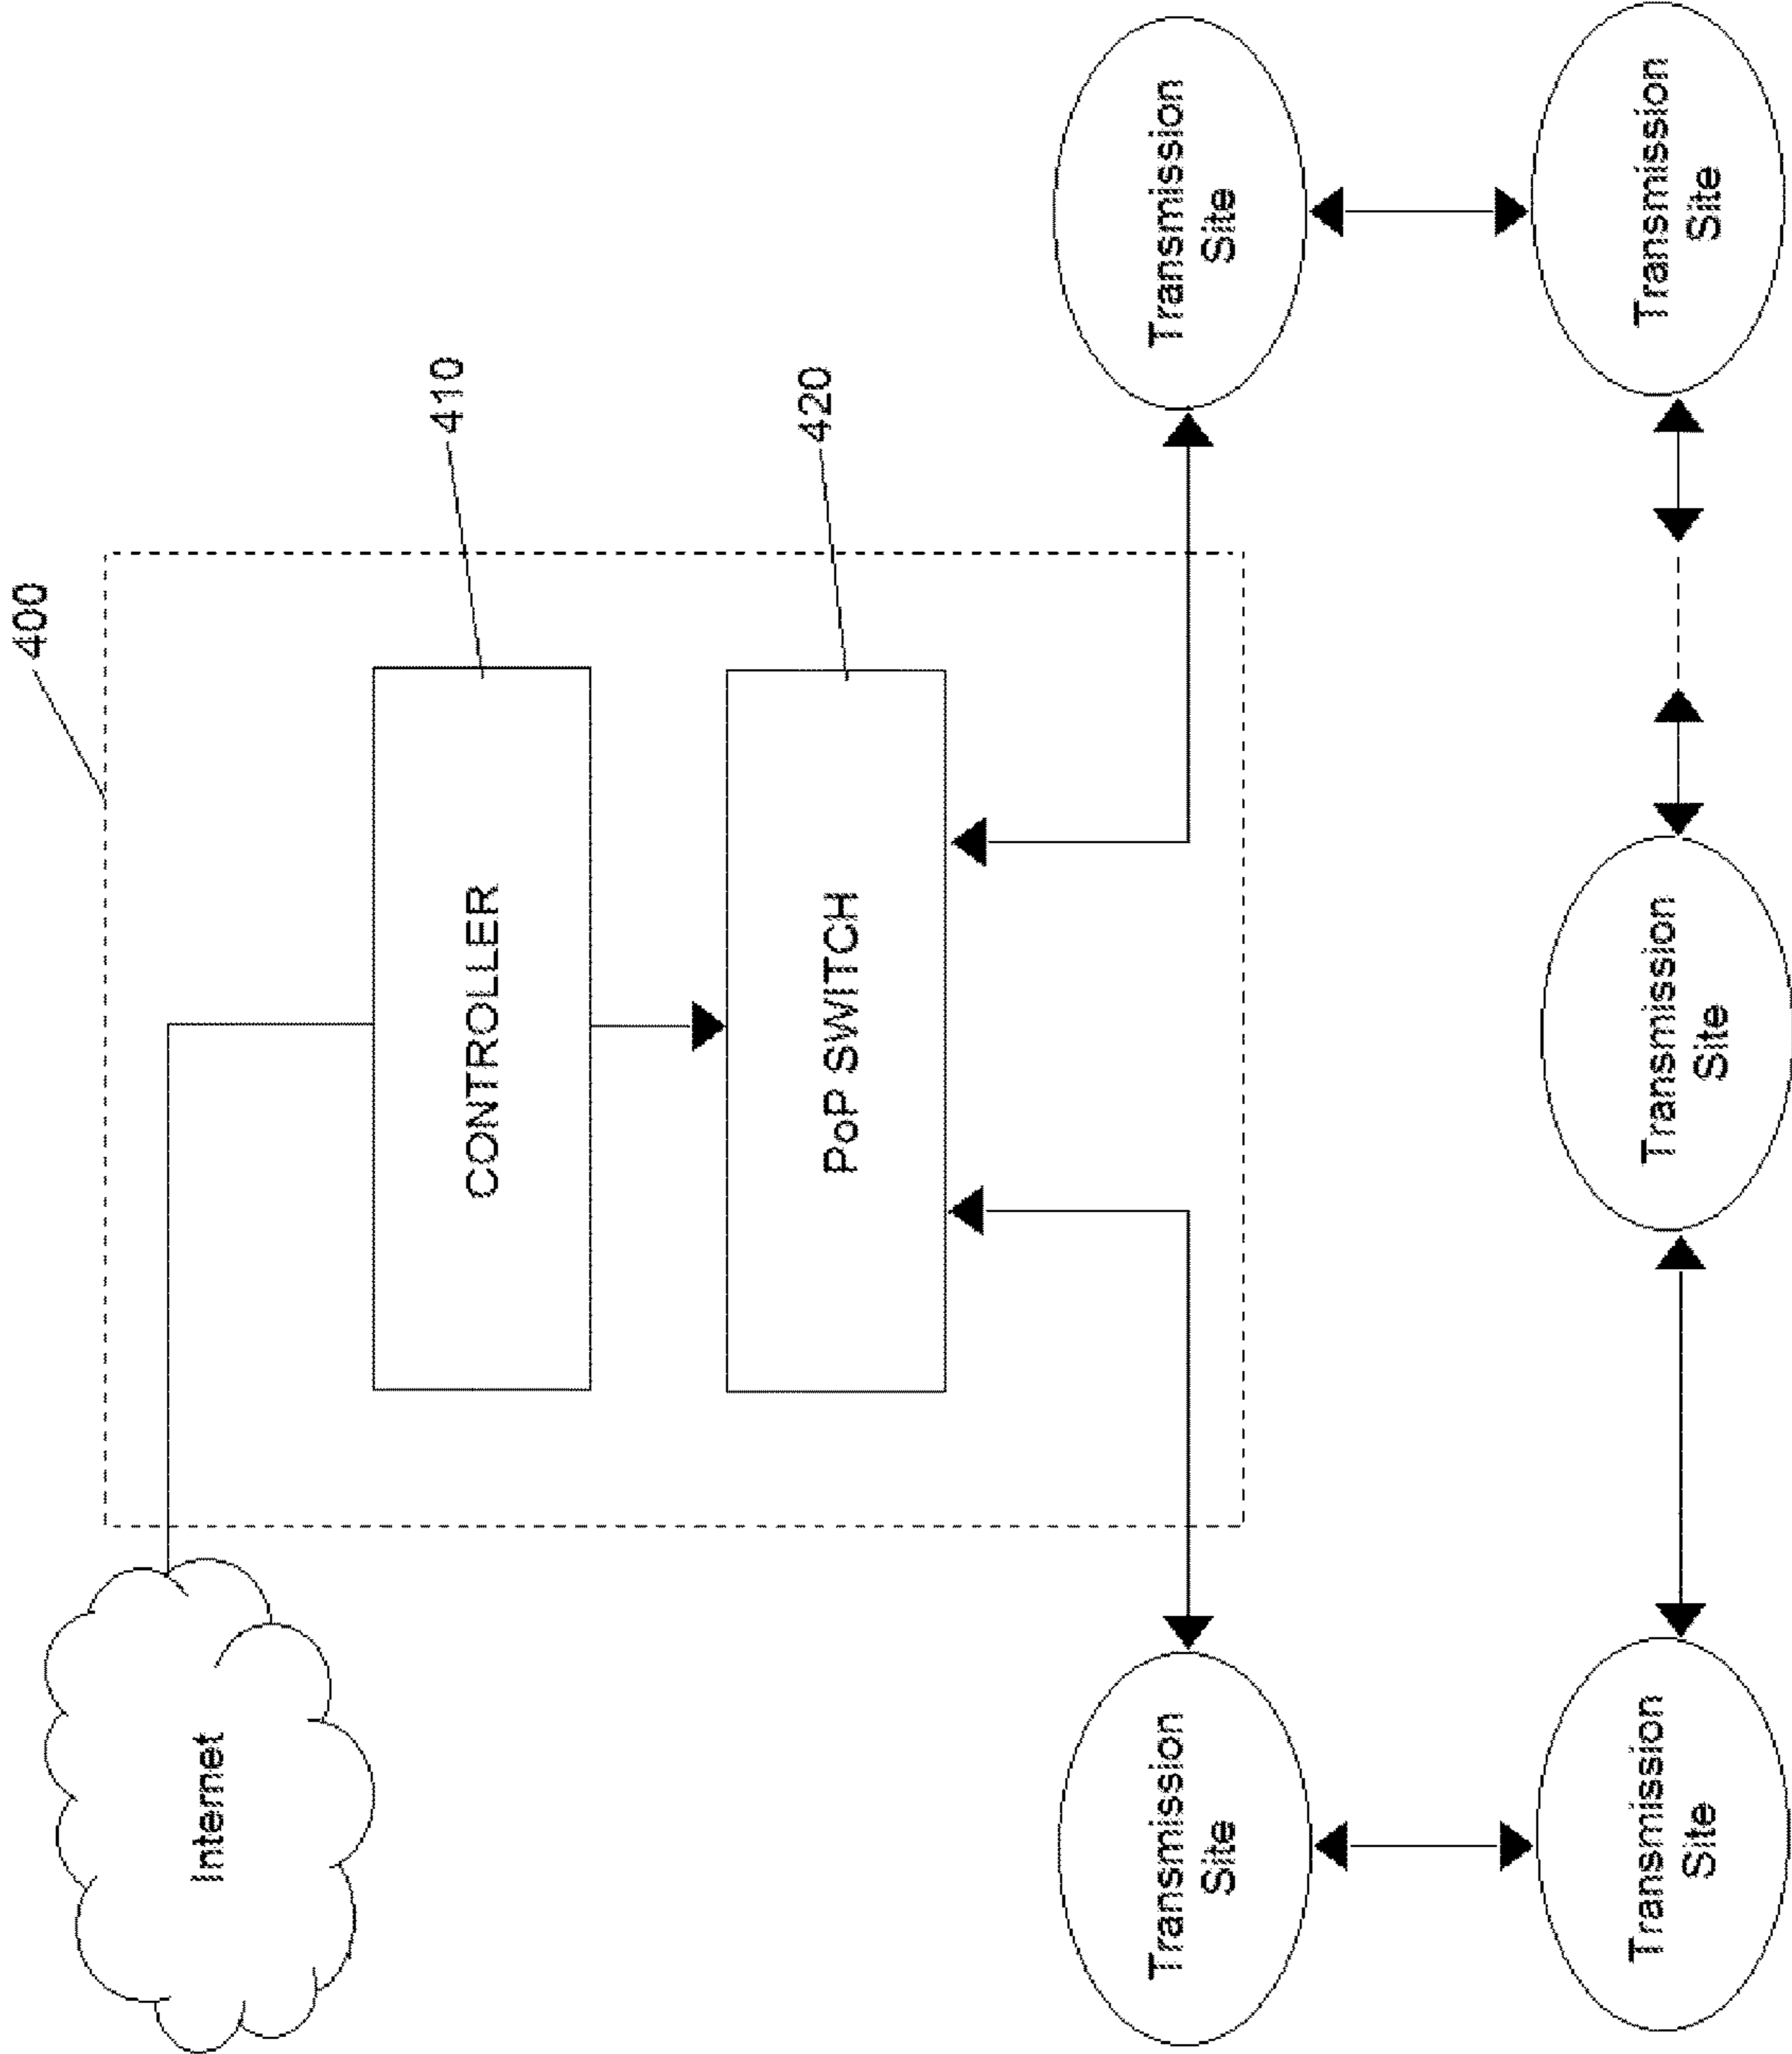 400
Internet
CONTROLLER
410
PoP SWITCH
420
Transmission
Site
Transmission
Site
Transmission
Site
Transmission
Site
Transmission
Site